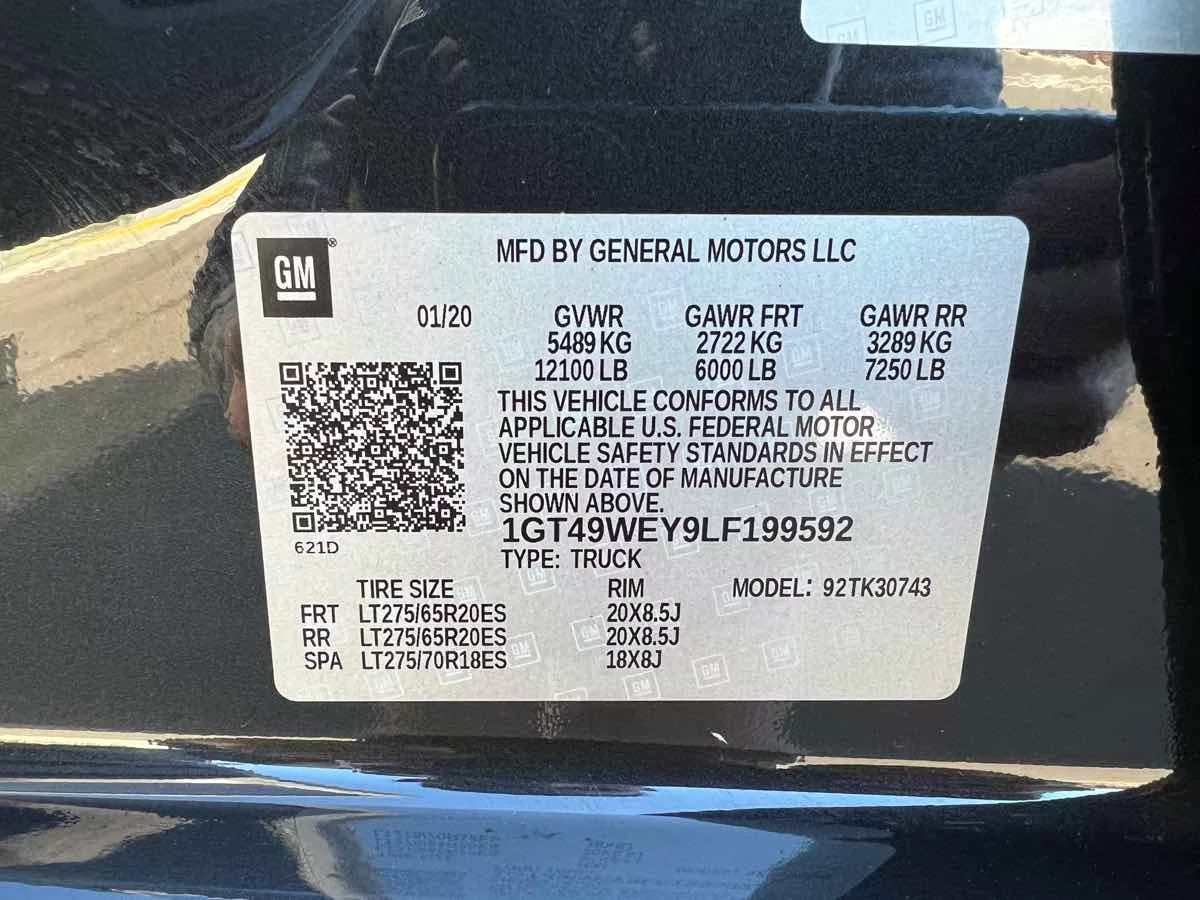 GM®
MFD BY GENERAL MOTORS LLC
01/20 GVWR GAWR FRT GAWR RR
5489 KG 2722 KG 3289 KG
12100 LB 6000 LB 7250 LB
THIS VEHICLE CONFORMS TO ALL
APPLICABLE U.S. FEDERAL MOTOR
VEHICLE SAFETY STANDARDS IN EFFECT
ON THE DATE OF MANUFACTURE
SHOWN ABOVE.
621D
1GT49WEY9LF199592
TYPE: TRUCK
TIRE SIZE RIM MODEL: 92TK30743
FRT LT275/65R20ES 20X8.5J
RR LT275/65R20ES 20X8.5J
SPA LT275/70R18ES 18X8J